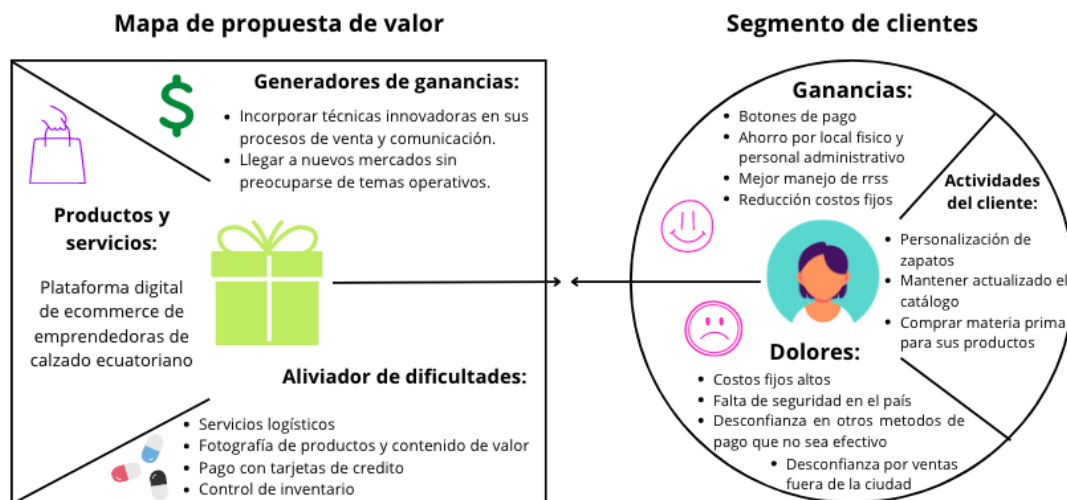 Mapa de propuesta de valor
Generadores de ganancias:
• Incorporar técnicas innovadoras en sus
procesos de venta y comunicación.
• Llegar a nuevos mercados sin
preocuparse de temas operativos.
$
Productos y
servicios:
Plataforma digital
de ecommerce de
emprendedoras de
calzado ecuatoriano
Aliviador de dificultades:
• Servicios logísticos
• Fotografía de productos y contenido de valor
• Pago con tarjetas de credito
• Control de inventario
Segmento de clientes
Ganancias:
• Botones de pago
• Ahorro por local fisico y
personal administrativo
• Mejor manejo de rrss
• Reducción costos fijos
Actividades
del cliente:
• Personalización de
zapatos
• Mantener actualizado el
catálogo
• Comprar materia prima
para sus productos
Dolores:
• Costos fijos altos
• Falta de seguridad en el país
• Desconfianza en otros metodos de
pago que no sea efectivo
• Desconfianza por ventas
fuera de la ciudad